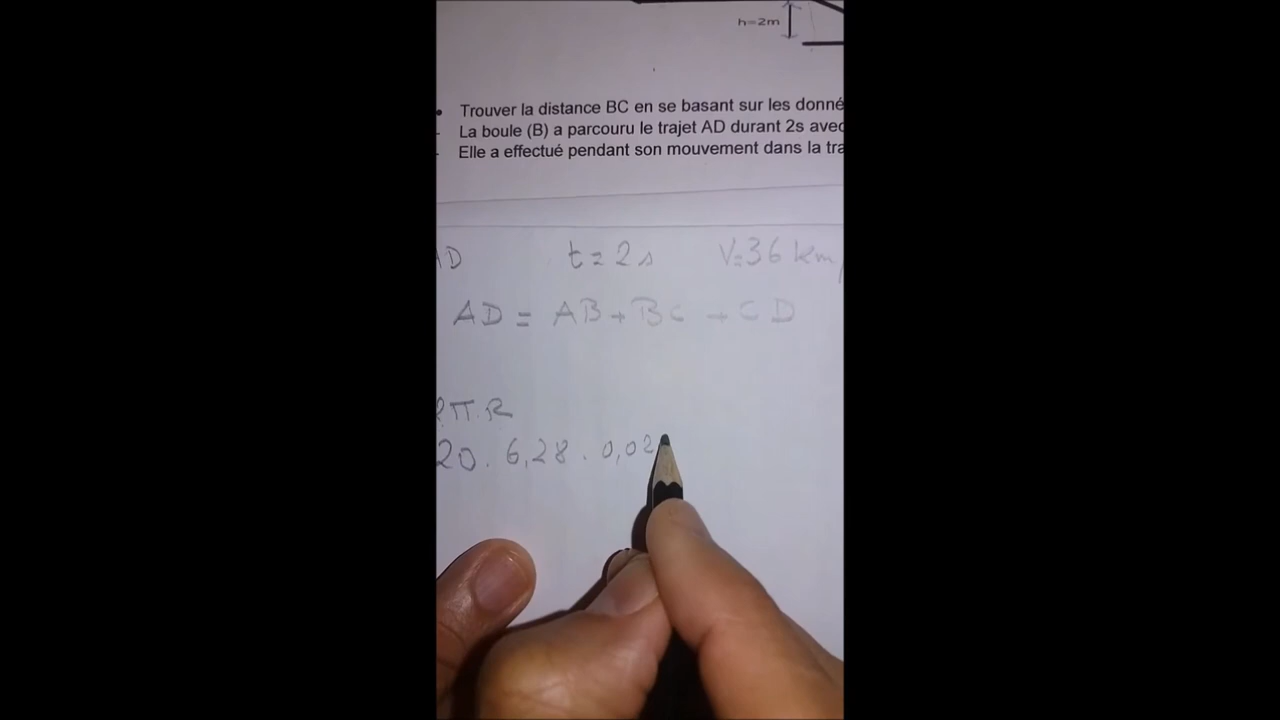 h=2m
Trouver la distance BC en se basant sur les donné
La boule (B) a parcouru le trajet AD durant 2s avec
Elle a effectué pendant son mouvement dans la tra
AD t = 2 s V=36 km/
AD = AB + BC + CD
2π.R
20 . 6,28 . 0,02